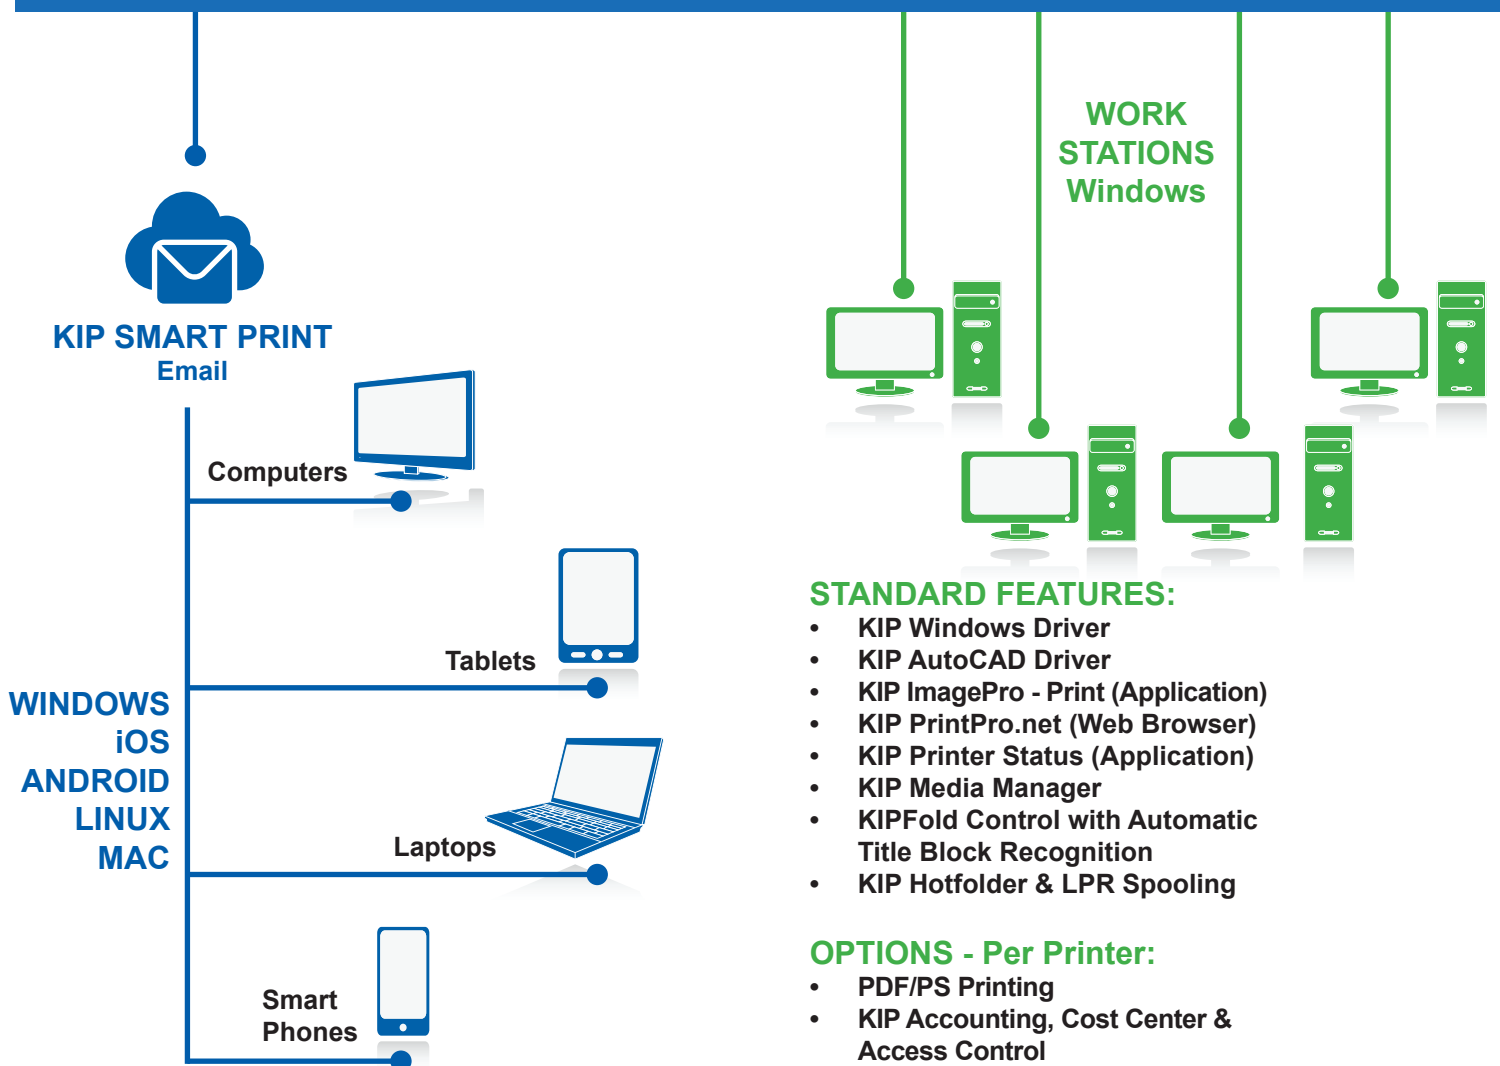 KIP SMART PRINT
Email
Computers
Tablets
WINDOWS
iOS
ANDROID
LINUX
MAC
Laptops
Smart
Phones
WORK
STATIONS
Windows
STANDARD FEATURES:
• KIP Windows Driver
• KIP AutoCAD Driver
• KIP ImagePro - Print (Application)
• KIP PrintPro.net (Web Browser)
• KIP Printer Status (Application)
• KIP Media Manager
• KIPFold Control with Automatic
Title Block Recognition
• KIP Hotfolder & LPR Spooling
OPTIONS - Per Printer:
• PDF/PS Printing
• KIP Accounting, Cost Center &
Access Control